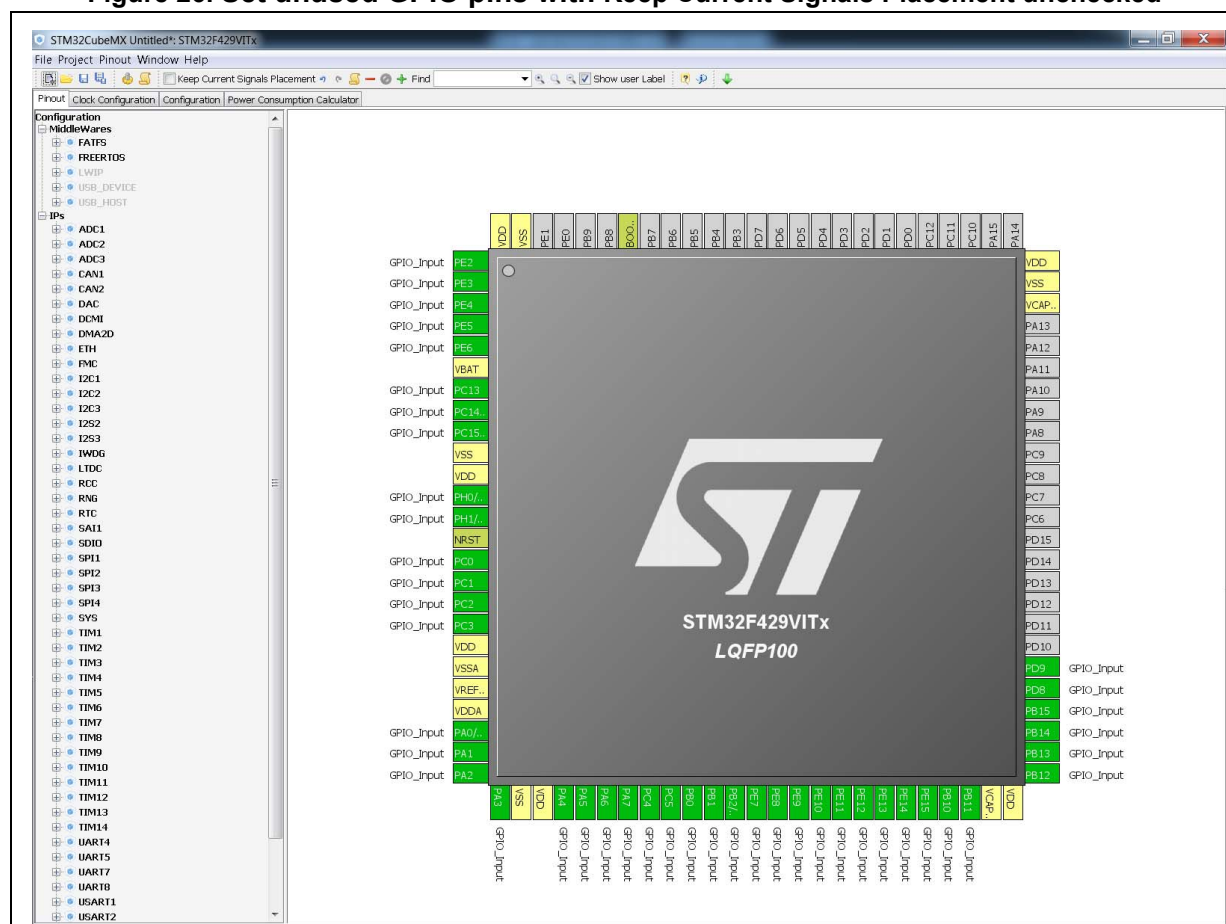 Figure 20. Set unused GPIO pins with Keep Current Signals Placement unchecked
STM32CubeMX Untitled*: STM32F429VITx
File Project Pinout Window Help
Keep Current Signals Placement Find Show user Label
Pinout Clock Configuration Configuration Power Consumption Calculator
Configuration
MiddleWares
FATFS
FREERTOS
LWIP
USB_DEVICE
USB_HOST
IPs
ADC1
ADC2
ADC3
CAN1
CAN2
DAC
DCMI
DMA2D
ETH
FMC
I2C1
I2C2
I2C3
I2S2
I2S3
IWDG
LTDC
RCC
RNG
RTC
SAI1
SDIO
SPI1
SPI2
SPI3
SPI4
SYS
TIM1
TIM2
TIM3
TIM4
TIM5
TIM6
TIM7
TIM8
TIM9
TIM10
TIM11
TIM12
TIM13
TIM14
UART4
UART5
UART7
UART8
USART1
USART2
VDD VSS PE1 PE0 PB9 PB8 BOO.. PB7 PB6 PB5 PB4 PB3 PD7 PD6 PD5 PD4 PD3 PD2 PD1 PD0 PC12 PC11 PC10 PA15 PA14
GPIO_Input PE2
GPIO_Input PE3
GPIO_Input PE4
GPIO_Input PE5
GPIO_Input PE6
VBAT
GPIO_Input PC13
GPIO_Input PC14..
GPIO_Input PC15..
VSS
VDD
GPIO_Input PH0/..
GPIO_Input PH1/..
NRST
GPIO_Input PC0
GPIO_Input PC1
GPIO_Input PC2
GPIO_Input PC3
VDD
VSSA
VREF..
VDDA
GPIO_Input PA0/..
GPIO_Input PA1
GPIO_Input PA2
ST
STM32F429VITx
LQFP100
VDD
VSS
VCAP..
PA13
PA12
PA11
PA10
PA9
PA8
PC9
PC8
PC7
PC6
PD15
PD14
PD13
PD12
PD11
PD10
PD9 GPIO_Input
PD8 GPIO_Input
PB15 GPIO_Input
PB14 GPIO_Input
PB13 GPIO_Input
PB12 GPIO_Input
PA3 VSS VDD PA4 PA5 PA6 PA7 PC4 PC5 PB0 PB1 PB2/.. PE7 PE8 PE9 PE10 PE11 PE12 PE13 PE14 PE15 PB10 PB11 VCAP.. VDD
GPIO_Input GPIO_Input GPIO_Input GPIO_Input GPIO_Input GPIO_Input GPIO_Input GPIO_Input GPIO_Input GPIO_Input GPIO_Input GPIO_Input GPIO_Input GPIO_Input GPIO_Input GPIO_Input GPIO_Input GPIO_Input GPIO_Input GPIO_Input GPIO_Input